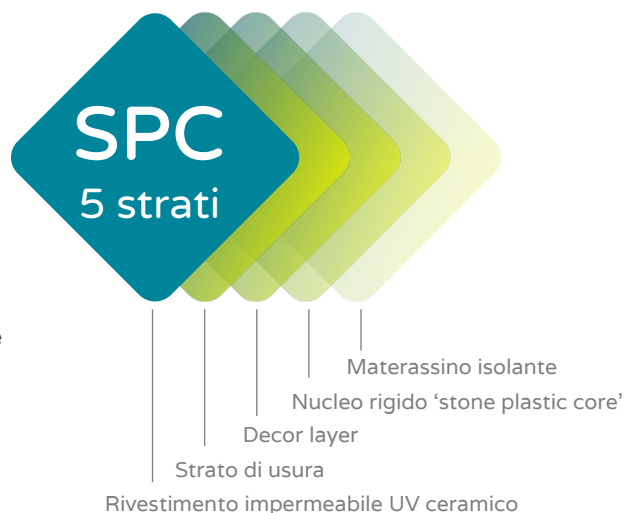 SPC
5 strati
e
Materassino isolante
Nucleo rigido ‘stone plastic core’
Decor layer
Strato di usura
Rivestimento impermeabile UV ceramico